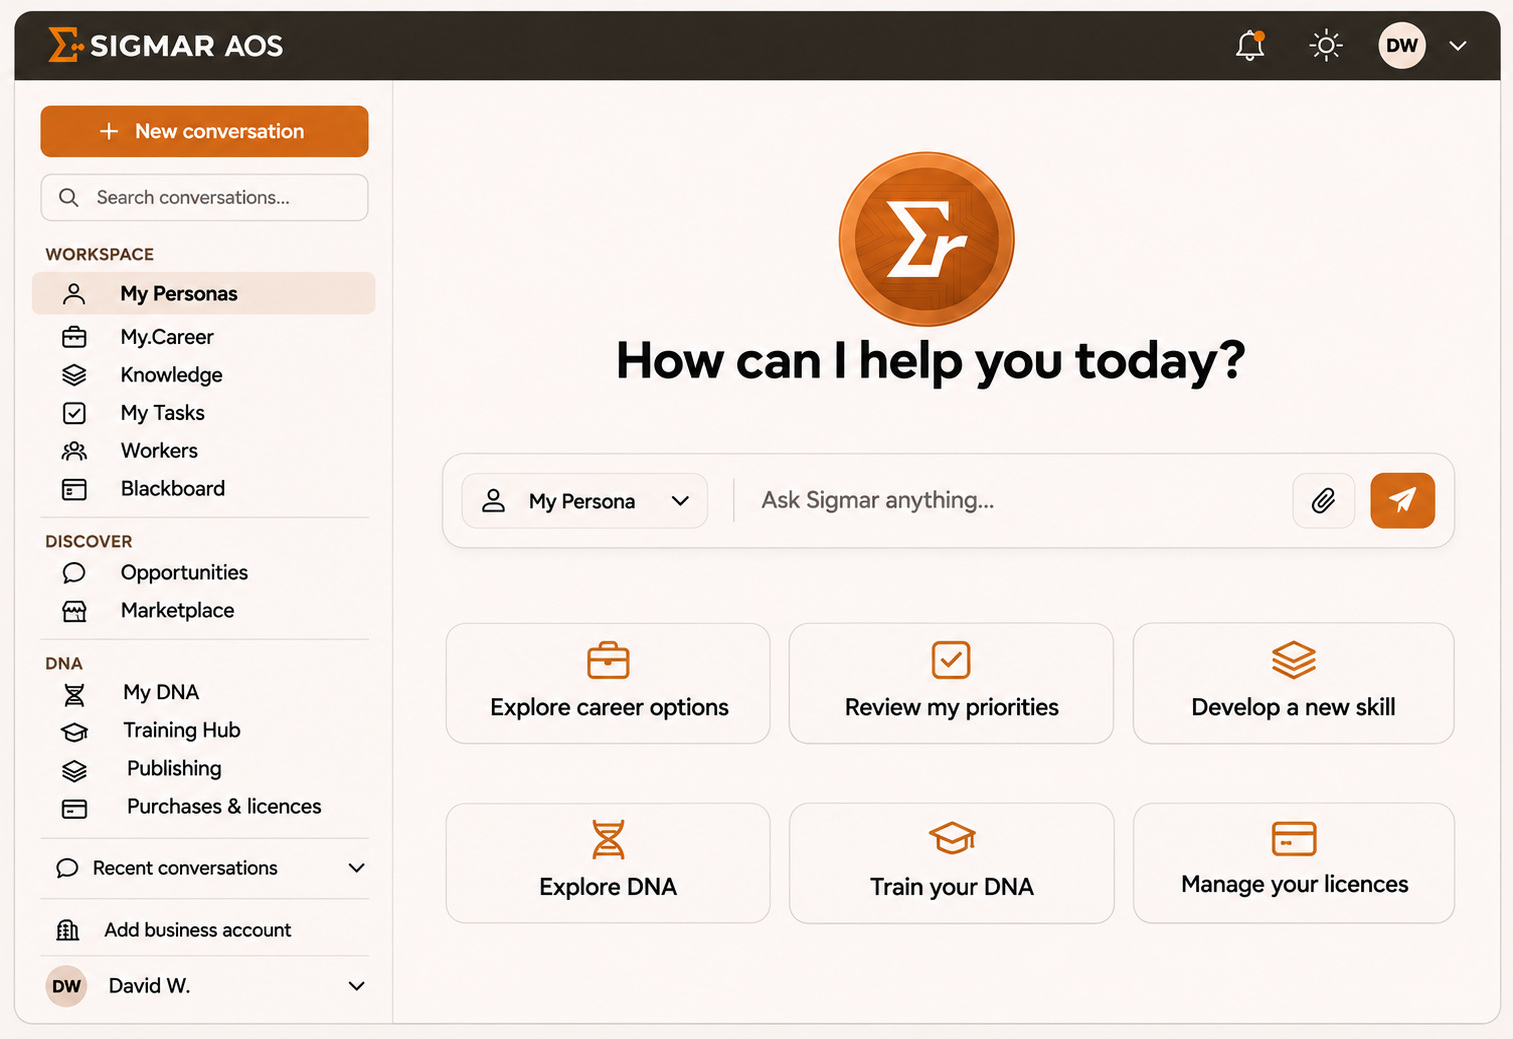 SIGMAR AOS
DW
New conversation
Search conversations...
WORKSPACE
My Personas
My.Career
Knowledge
My Tasks
Workers
Blackboard
DISCOVER
Opportunities
Marketplace
DNA
My DNA
Training Hub
Publishing
Purchases & licences
Recent conversations
Add business account
DW David W.
Σr
How can I help you today?
My Persona
Ask Sigmar anything...
Explore career options
Review my priorities
Develop a new skill
Explore DNA
Train your DNA
Manage your licences